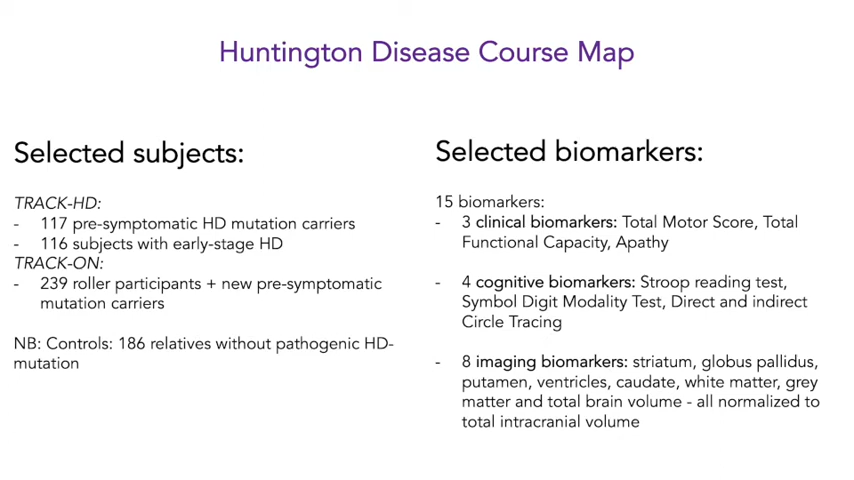 Huntington Disease Course Map
Selected subjects:
TRACK-HD:
- 117 pre-symptomatic HD mutation carriers
- 116 subjects with early-stage HD
TRACK-ON:
- 239 roller participants + new pre-symptomatic
mutation carriers
NB: Controls: 186 relatives without pathogenic HD-
mutation
Selected biomarkers:
15 biomarkers:
- 3 clinical biomarkers: Total Motor Score, Total
Functional Capacity, Apathy
- 4 cognitive biomarkers: Stroop reading test,
Symbol Digit Modality Test, Direct and indirect
Circle Tracing
- 8 imaging biomarkers: striatum, globus pallidus,
putamen, ventricles, caudate, white matter, grey
matter and total brain volume - all normalized to
total intracranial volume